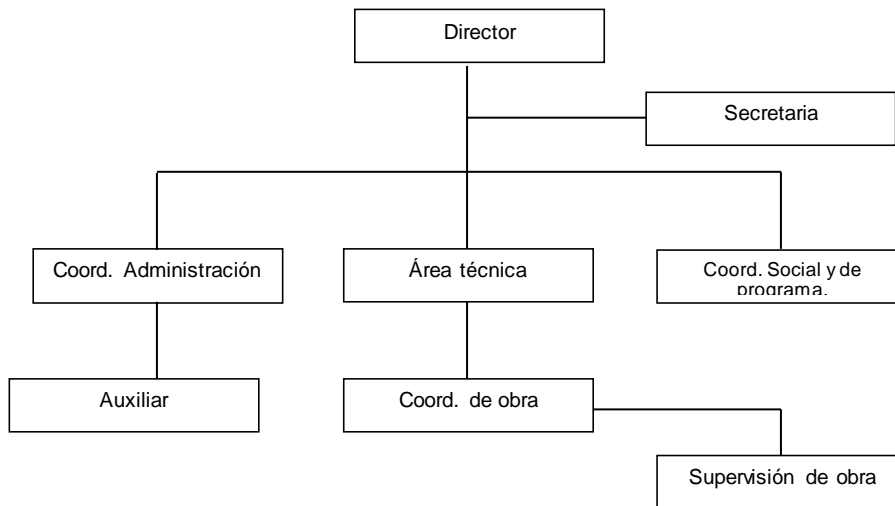 Director
Secretaria
Coord. Administración
Área técnica
Coord. Social y de
programa.
Auxiliar
Coord. de obra
Supervisión de obra